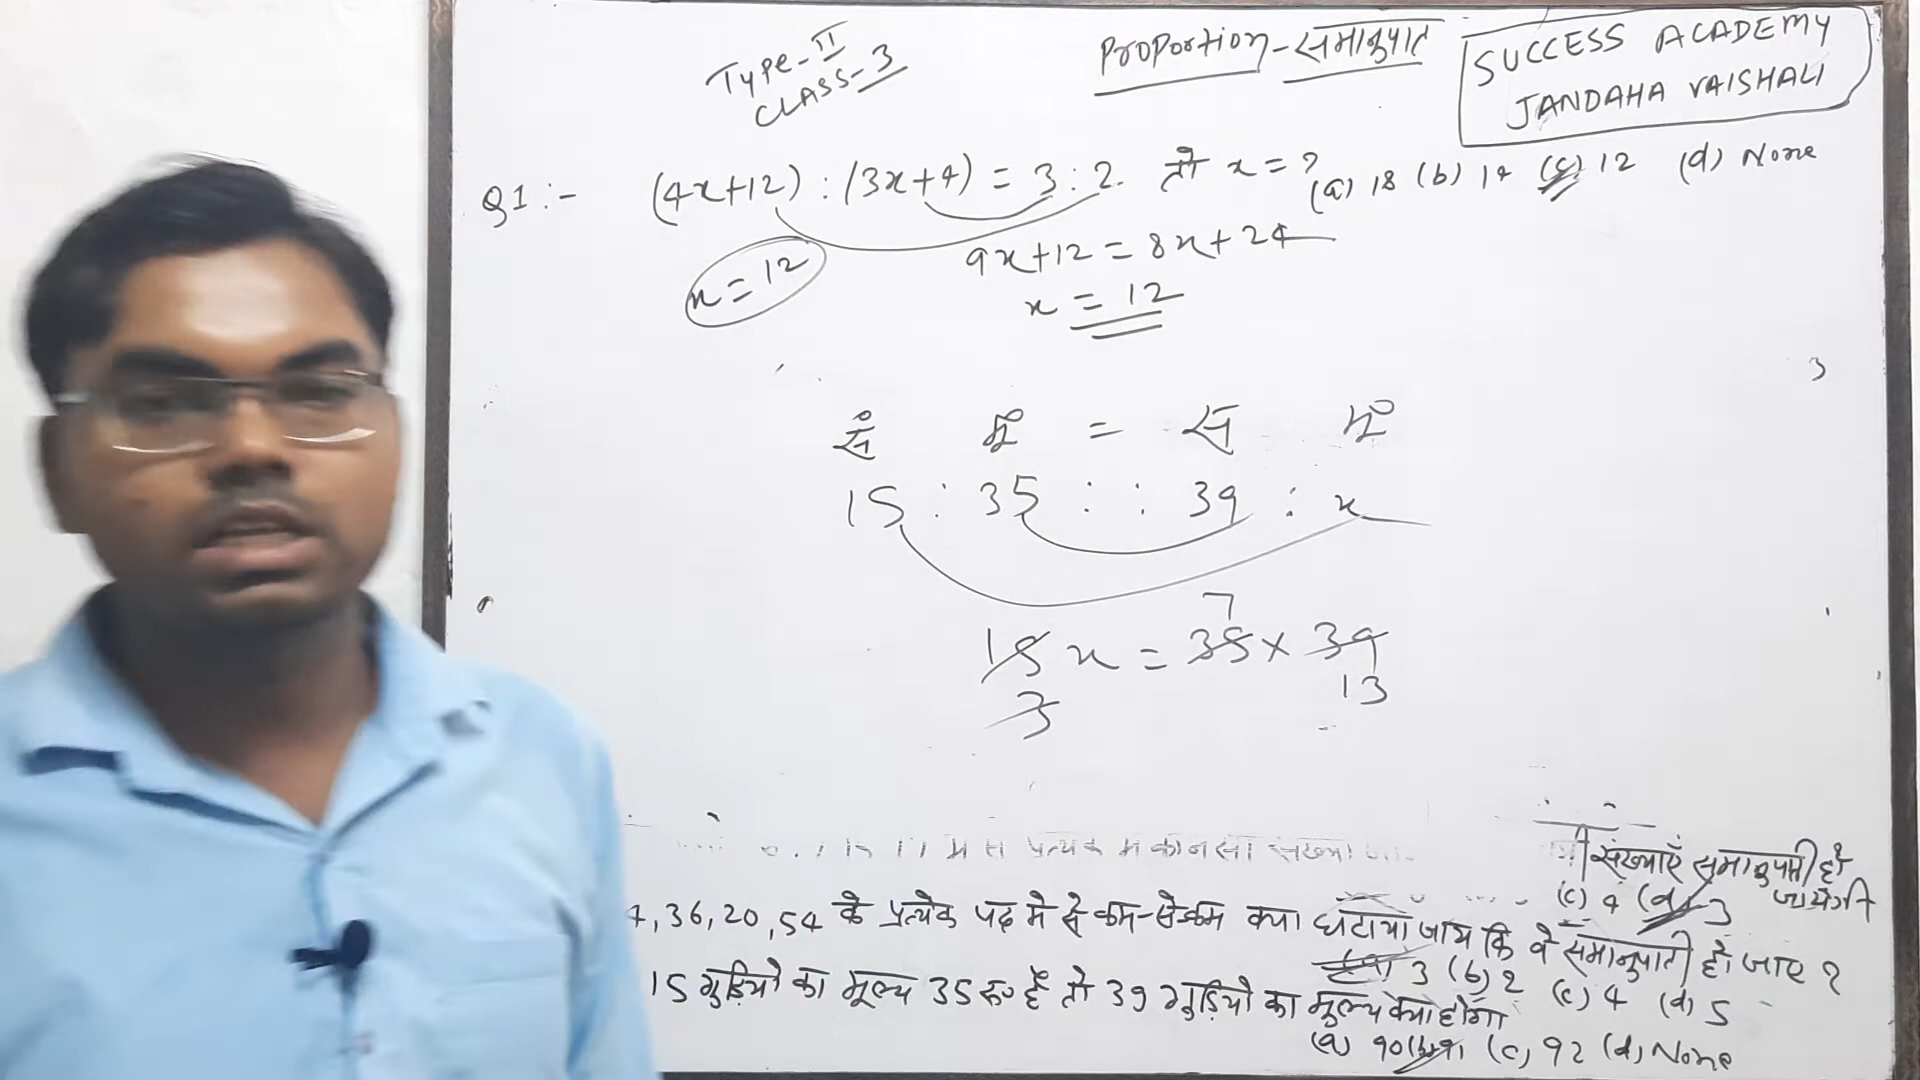 Type-II
CLASS-3
Proportion-समानुपात
SUCCESS ACADEMY
JANDAHA VAISHALI
Q1:- (4x+12) : (3x+4) = 3:2. तो x = ?
(a) 18 (b) 14 (c) 12 (d) None
9x+12 = 8x+24
x = 12
x = 12
सं मू = सं मू
15 : 35 :: 39 : x
7
15 x = 35 × 39
3 13
संख्याएँ समानुपाती हो
जायेगी
(c) 4 (d) 3
4, 36, 20, 54 के प्रत्येक पद मे से कम-से-कम क्या घटाया जाय कि वे समानुपाती हो जाए ?
(a) 3 (b) 2 (c) 4 (d) 5
15 गुड़ियो का मूल्य 35 रु॰ है तो 39 गुड़ियो का मूल्य क्या होगा
(a) 90 (b) 91 (c) 92 (d) None